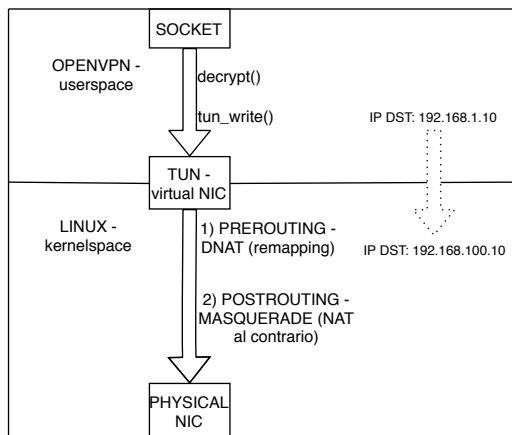 SOCKET
OPENVPN -
userspace
decrypt()
tun_write()
IP DST: 192.168.1.10
TUN -
virtual NIC
LINUX -
kernelspace
1) PREROUTING -
DNAT (remapping)
IP DST: 192.168.100.10
2) POSTROUTING -
MASQUERADE (NAT
al contrario)
PHYSICAL
NIC